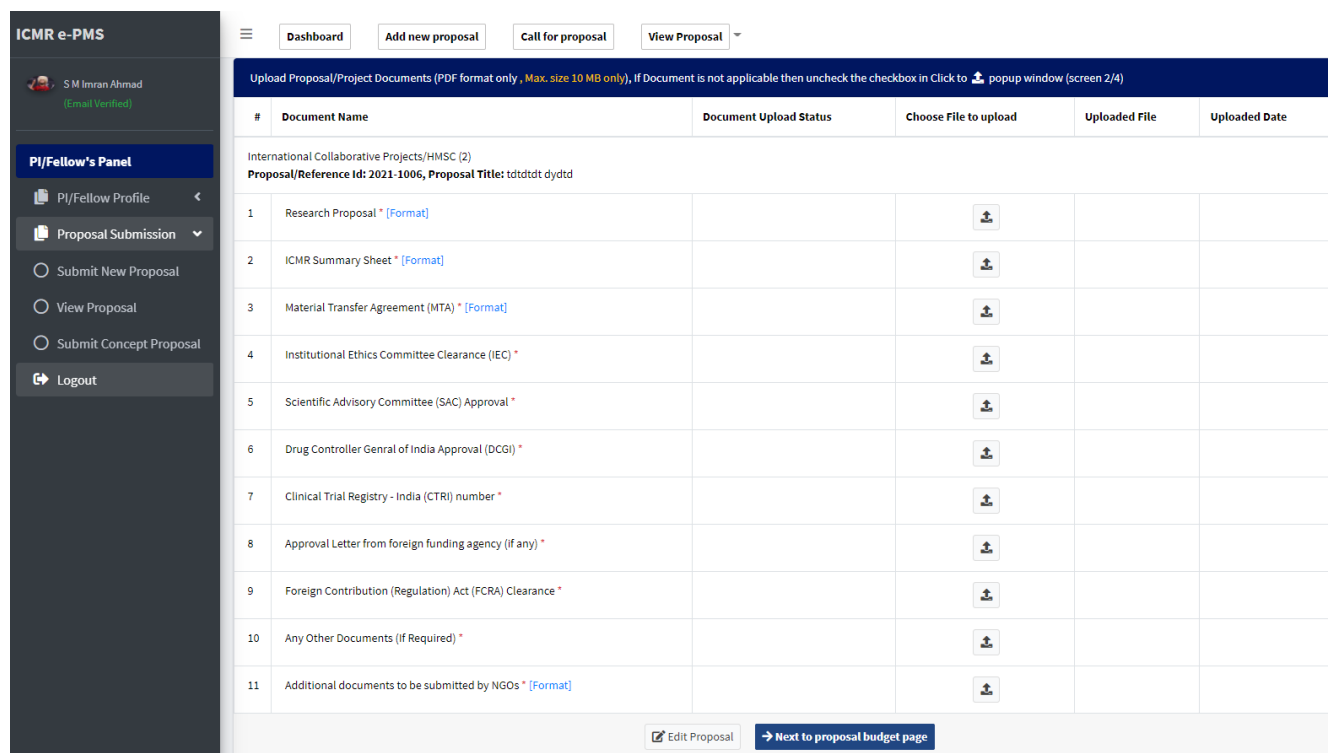 ICMR e-PMS
Dashboard Add new proposal Call for proposal View Proposal
S M Imran Ahmad
(Email Verified)
PI/Fellow's Panel
PI/Fellow Profile
Proposal Submission
Submit New Proposal
View Proposal
Submit Concept Proposal
Logout
Upload Proposal/Project Documents (PDF format only , Max. size 10 MB only), If Document is not applicable then uncheck the checkbox in Click to popup window (screen 2/4)
# Document Name Document Upload Status Choose File to upload Uploaded File Uploaded Date
International Collaborative Projects/HMSC (2)
Proposal/Reference Id: 2021-1006, Proposal Title: tdtdtdt dydtd
1 Research Proposal * [Format]
2 ICMR Summary Sheet * [Format]
3 Material Transfer Agreement (MTA) * [Format]
4 Institutional Ethics Committee Clearance (IEC) *
5 Scientific Advisory Committee (SAC) Approval *
6 Drug Controller Genral of India Approval (DCGI) *
7 Clinical Trial Registry - India (CTRI) number *
8 Approval Letter from foreign funding agency (if any) *
9 Foreign Contribution (Regulation) Act (FCRA) Clearance *
10 Any Other Documents (If Required) *
11 Additional documents to be submitted by NGOs * [Format]
Edit Proposal Next to proposal budget page